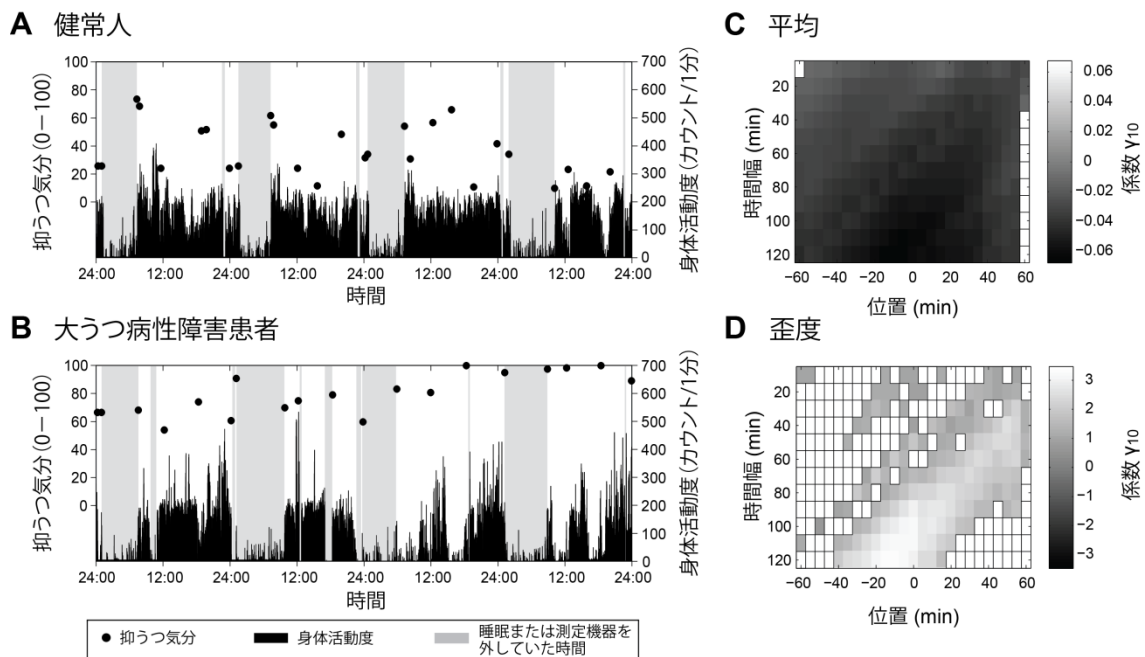 A 健常人
抑うつ気分(0－100)
100
80
60
40
20
0
700
600
500
400
300
200
100
0
身体活動度(カウント/1分)
24:00 12:00 24:00 12:00 24:00 12:00 24:00 12:00 24:00
時間
B 大うつ病性障害患者
抑うつ気分(0－100)
100
80
60
40
20
0
700
600
500
400
300
200
100
0
身体活動度(カウント/1分)
24:00 12:00 24:00 12:00 24:00 12:00 24:00 12:00 24:00
時間
抑うつ気分
身体活動度
睡眠または測定機器を
外していた時間
C 平均
時間幅 (min)
20
40
60
80
100
120
−60 −40 −20 0 20 40 60
位置 (min)
0.06
0.04
0.02
0
−0.02
−0.04
−0.06
係数 γ10
D 歪度
時間幅 (min)
20
40
60
80
100
120
−60 −40 −20 0 20 40 60
位置 (min)
3
2
1
0
−1
−2
−3
係数 γ10